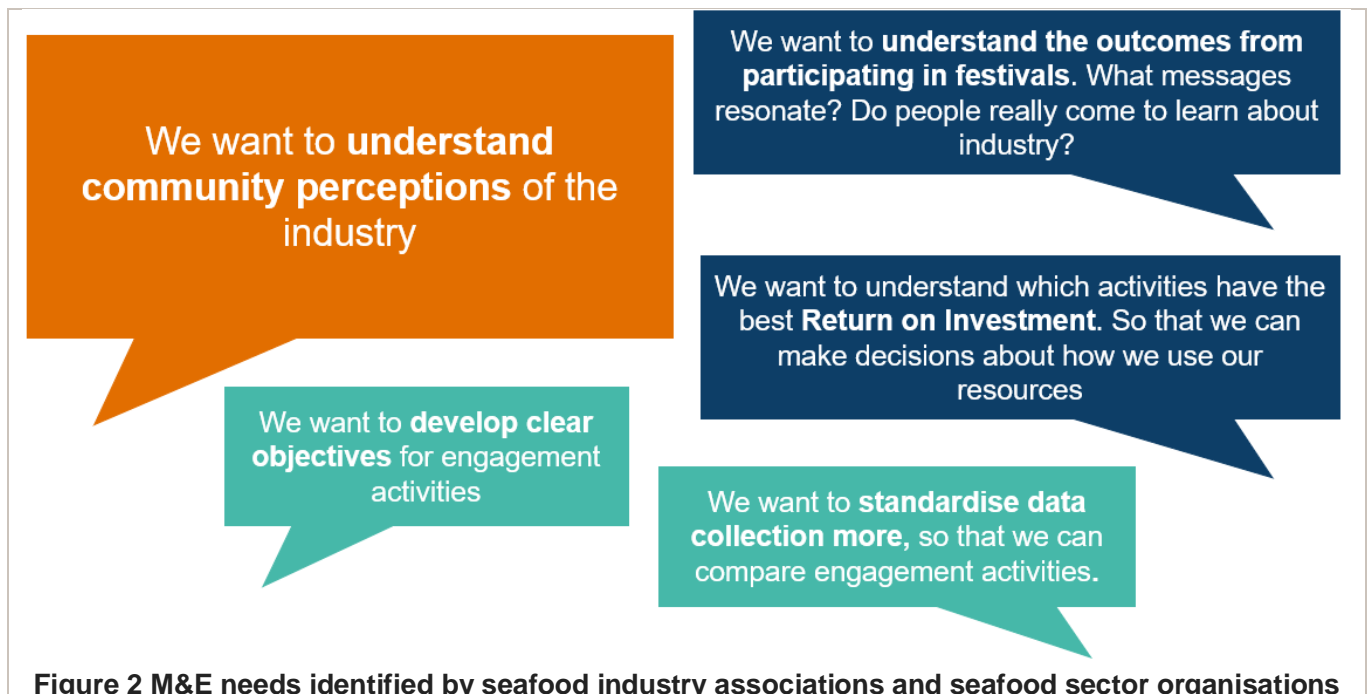 We want to understand
community perceptions of the
industry
We want to understand the outcomes from
participating in festivals. What messages
resonate? Do people really come to learn about
industry?
We want to understand which activities have the
best Return on Investment. So that we can
make decisions about how we use our
resources
We want to develop clear
objectives for engagement
activities
We want to standardise data
collection more, so that we can
compare engagement activities.
Figure 2 M&E needs identified by seafood industry associations and seafood sector organisations